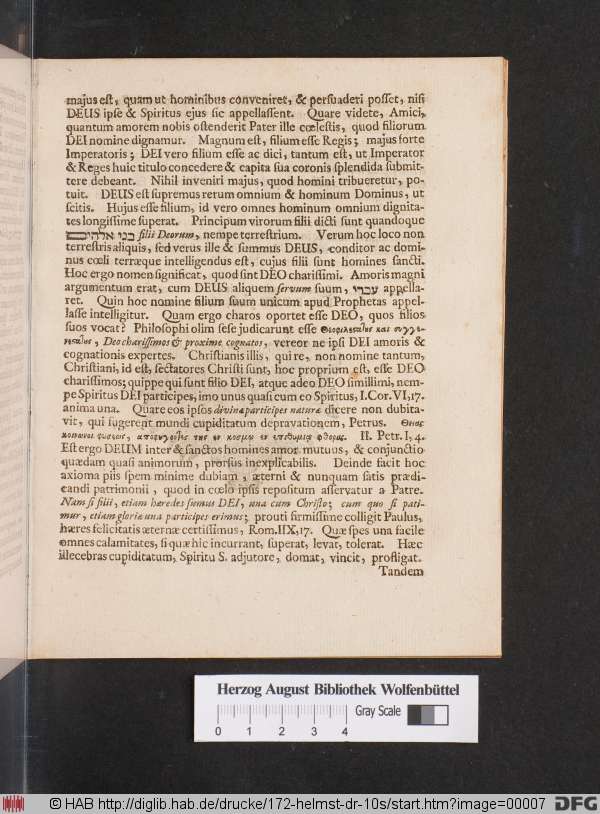 majus est, quam ut hominibus conveniret, & persuaderi posset, nisi
DEUS ipse & Spiritus ejus sic appellassent. Quare videte, Amici,
quantum amorem nobis ostenderit Pater ille cœlestis, quod filiorum
DEI nomine dignamur. Magnum est, filium esse Regis; majus forte
Imperatoris; DEI vero filium esse ac dici, tantum est, ut Imperator
& Reges huic titulo concedere & capita sua coronis splendida submit-
tere debeant. Nihil inveniri majus, quod homini tribueretur, po-
tuit. DEUS est supremus rerum omnium & hominum Dominus, ut
scitis. Hujus esse filium, id vero omnes hominum omnium dignita-
tes longissime superat. Principum virorum filii dicti sunt quandoque
בני אלהים filii Deorum, nempe terrestrium. Verum hoc loco non
terrestris aliquis, sed verus ille & summus DEUS, conditor ac domi-
nus cœli terræque intelligendus est, cujus filii sunt homines sancti.
Hoc ergo nomen significat, quod sint DEO charissimi. Amoris magni
argumentum erat, cum DEUS aliquem servum suum, עברי appella-
ret. Quin hoc nomine filium suum unicum apud Prophetas appel-
lasse intelligitur. Quam ergo charos oportet esse DEO, quos filios
suos vocat? Philosophi olim sese judicarunt esse και συγγε-
, Deo charissimos & proxime cognatos, vereor ne ipsi DEI amoris &
cognationis expertes. Christianis illis, qui re, non nomine tantum,
Christiani, id est, sectatores Christi sunt, hoc proprium est, esse DEO
charissimos; quippe qui sunt filio DEI, atque adeo DEO simillimi, nem-
pe Spiritus DEI participes, imo unus quasi cum eo Spiritus, I. Cor. VI, 17.
anima una. Quare eos ipsos divinæ participes naturæ dicere non dubita-
vit, qui fugerent mundi cupiditatum depravationem, Petrus. Θειας
κοινωνοι φυσεως, αποφυγοντες της εν κοσμω εν επιθυμια φθορας. II. Petr. I, 4.
Est ergo DEUM inter & sanctos homines amor mutuus, & conjunctio
quædam quasi animorum, prorsus inexplicabilis. Deinde facit hoc
axioma piis spem minime dubiam, æterni & nunquam satis prædi-
candi patrimonii, quod in cœlo ipsis repositum asservatur a Patre.
Nam si filii, etiam heredes sumus DEI, una cum Christo; cum quo si pati-
mur, etiam gloriæ una participes erimus; prouti firmissime colligit Paulus,
hæres felicitatis æternæ certissimus, Rom. IIX, 17. Quæ spes una facile
omnes calamitates, si quæ hic incurrant, superat, levat, tolerat. Hæc
illecebras cupiditatum, Spiritu S. adjutore, domat, vincit, profligat.
Tandem
Herzog August Bibliothek Wolfenbüttel
Gray Scale
0 1 2 3 4
© HAB http://diglib.hab.de/drucke/172-helmst-dr-10s/start.htm?image=00007 DFG